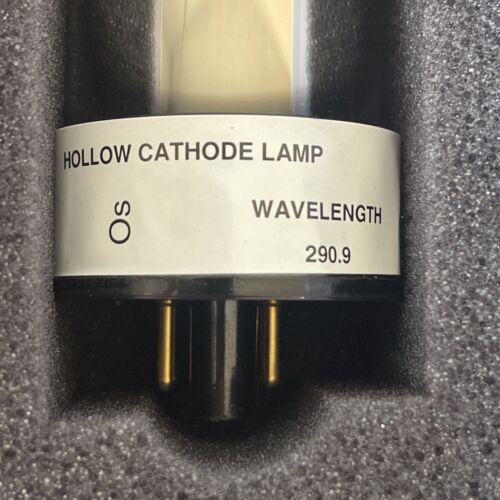 HOLLOW CATHODE LAMP
Os
WAVELENGTH
290.9